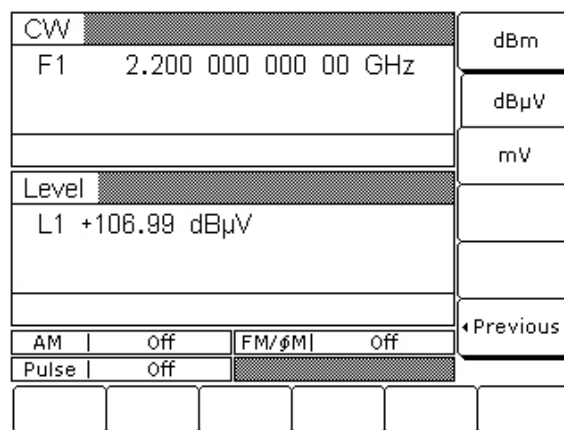 CW
F1 2.200 000 000 00 GHz
Level
L1 +106.99 dBµV
AM | Off
FM/ϕM| Off
Pulse | Off
dBm
dBµV
mV
◂Previous